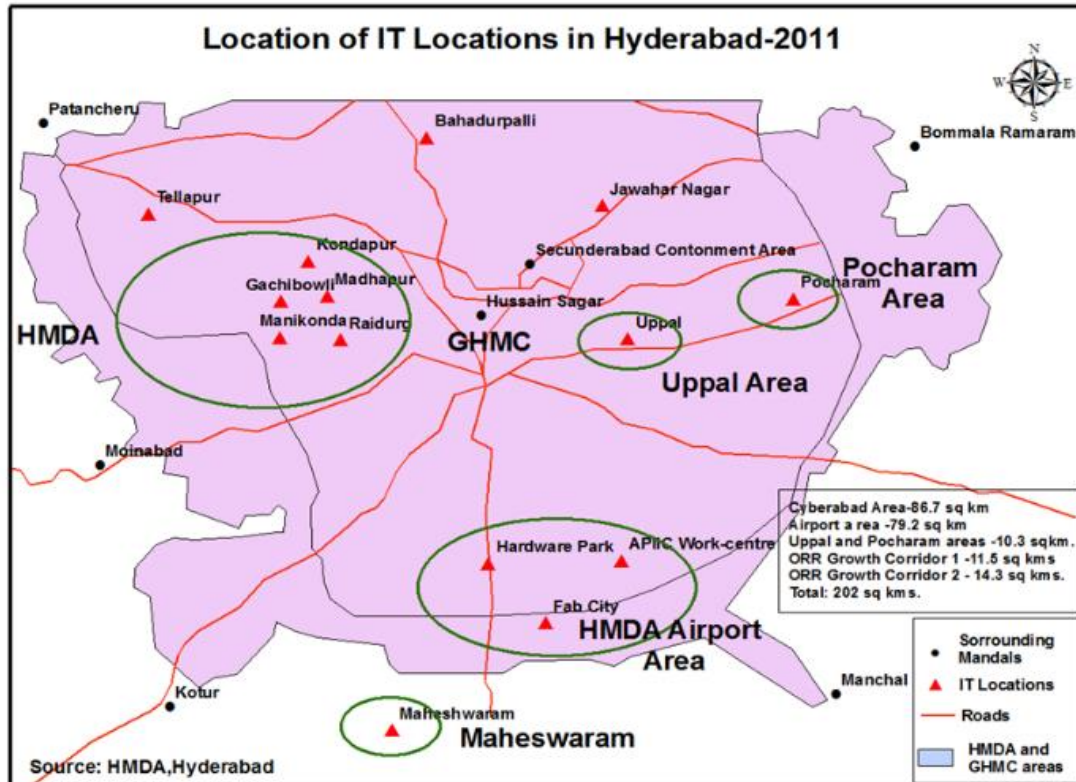 Location of IT Locations in Hyderabad-2011
N
W
E
S
Patancheru
Bahadurpalli
Bommala Ramaram
Tellapur
Jawahar Nagar
Kondapur
Secunderabad Contonment Area
Gachibowli
Madhapur
Pocharam
Pocharam
Area
Hussain Sagar
HMDA
Manikonda
Raidurg
GHMC
Uppal
Uppal Area
Moinabad
Cyberabad Area-86.7 sq km
Airport area -79.2 sq km
Uppal and Pocharam areas -10.3 sqkm.
ORR Growth Corridor 1 -11.5 sq kms
ORR Growth Corridor 2 - 14.3 sq kms.
Total: 202 sq kms.
Hardware Park
APIIC Work-centre
Fab City
HMDA Airport
Area
Sorrounding
Mandals
IT Locations
Roads
HMDA and
GHMC areas
Manchal
Kotur
Maheshwaram
Maheswaram
Source: HMDA,Hyderabad